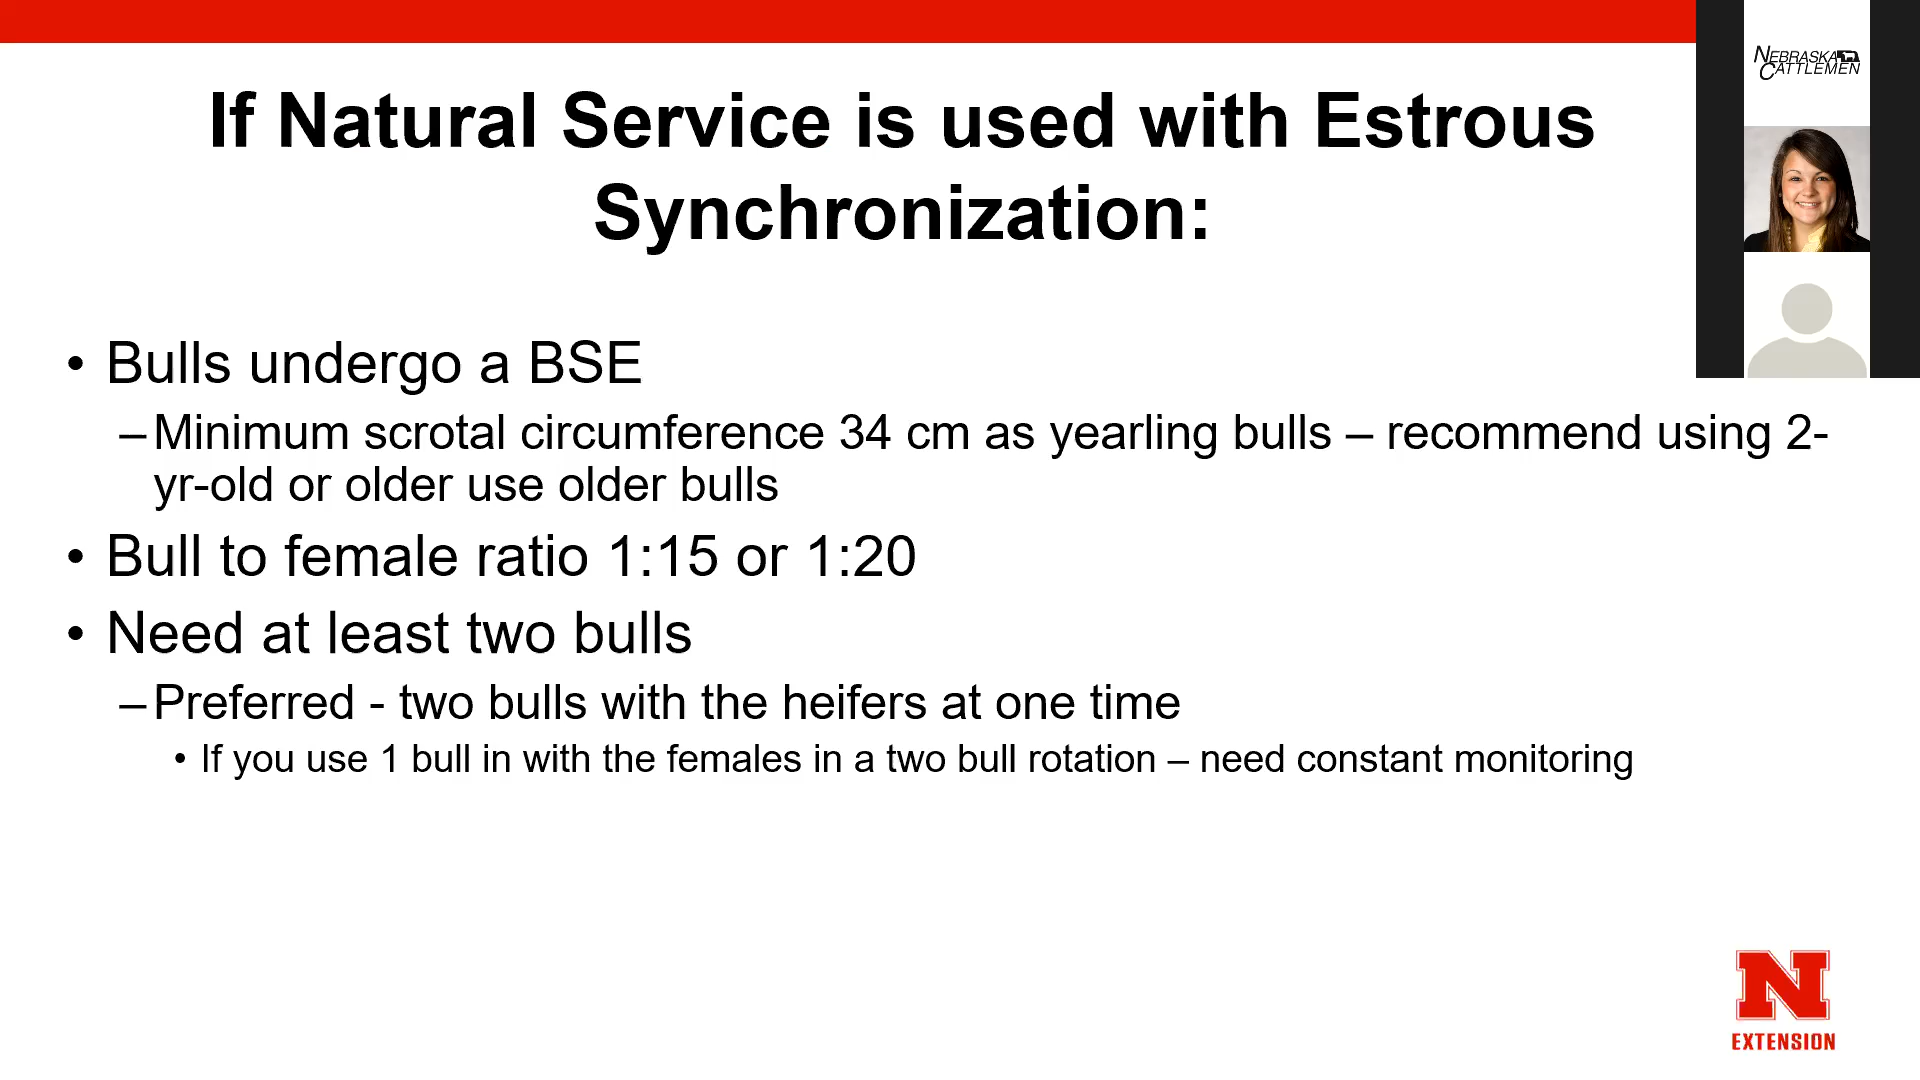 If Natural Service is used with Estrous
Synchronization:
NEBRASKA
CATTLEMEN
• Bulls undergo a BSE
– Minimum scrotal circumference 34 cm as yearling bulls – recommend using 2-
yr-old or older use older bulls
• Bull to female ratio 1:15 or 1:20
• Need at least two bulls
– Preferred - two bulls with the heifers at one time
• If you use 1 bull in with the females in a two bull rotation – need constant monitoring
N
EXTENSION